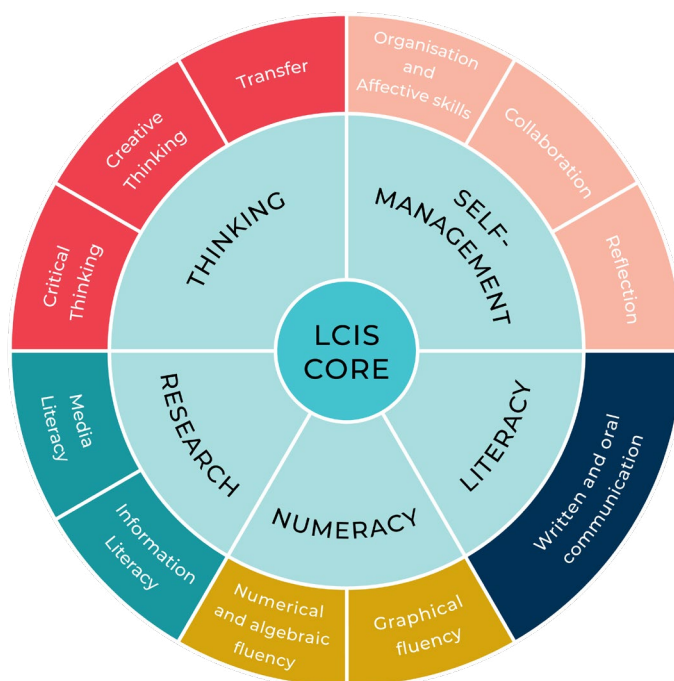 LCIS
CORE
THINKING
SELF-
MANAGEMENT
LITERACY
NUMERACY
RESEARCH
Transfer
Organisation
and
Affective skills
Collaboration
Reflection
Written and oral
communication
Graphical
fluency
Numerical
and algebraic
fluency
Information
Literacy
Media
Literacy
Critical
Thinking
Creative
Thinking